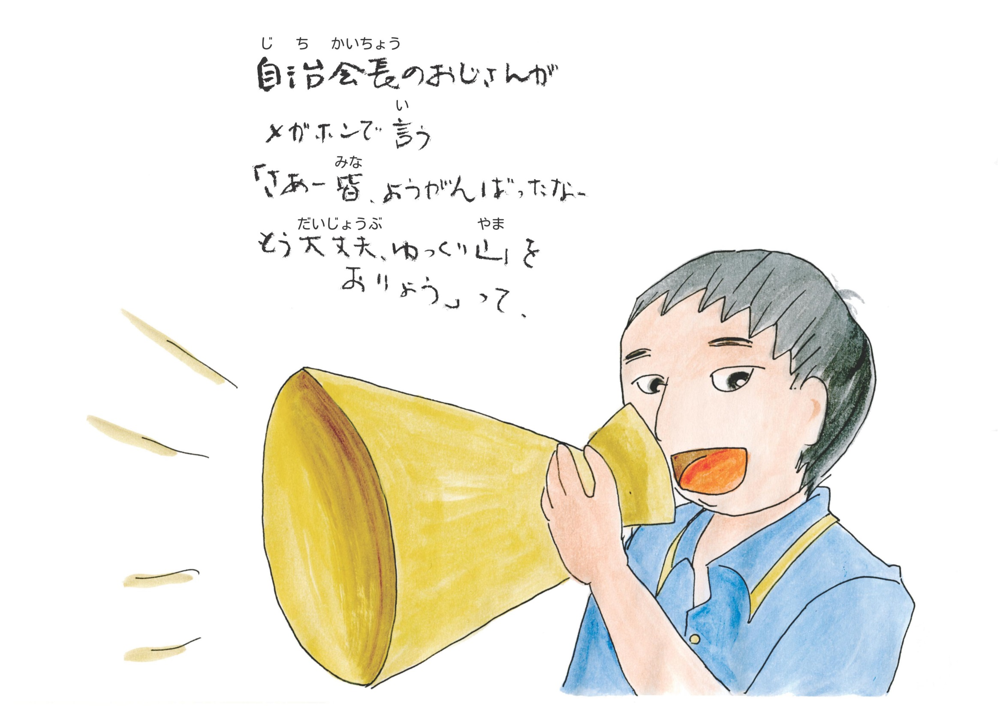 じちかいちょう
自治会長のおじさんが
い
メガホンで言う
みな
「さあー皆、ようがんばったなー
だいじょうぶ やま
もう大丈夫、ゆっくり山を
おりょう」って、